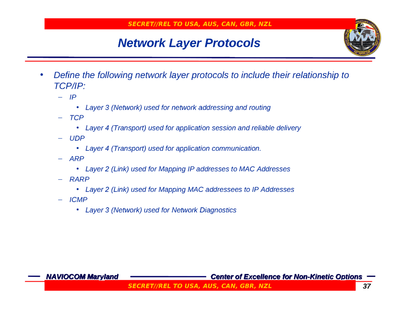 SECRET//REL TO USA, AUS, CAN, GBR, NZL
Network Layer Protocols
• Define the following network layer protocols to include their relationship to
TCP/IP:
– IP
• Layer 3 (Network) used for network addressing and routing
– TCP
• Layer 4 (Transport) used for application session and reliable delivery
– UDP
• Layer 4 (Transport) used for application communication.
– ARP
• Layer 2 (Link) used for Mapping IP addresses to MAC Addresses
– RARP
• Layer 2 (Link) used for Mapping MAC addressees to IP Addresses
– ICMP
• Layer 3 (Network) used for Network Diagnostics
NAVIOCOM Maryland
Center of Excellence for Non-Kinetic Options
SECRET//REL TO USA, AUS, CAN, GBR, NZL
37